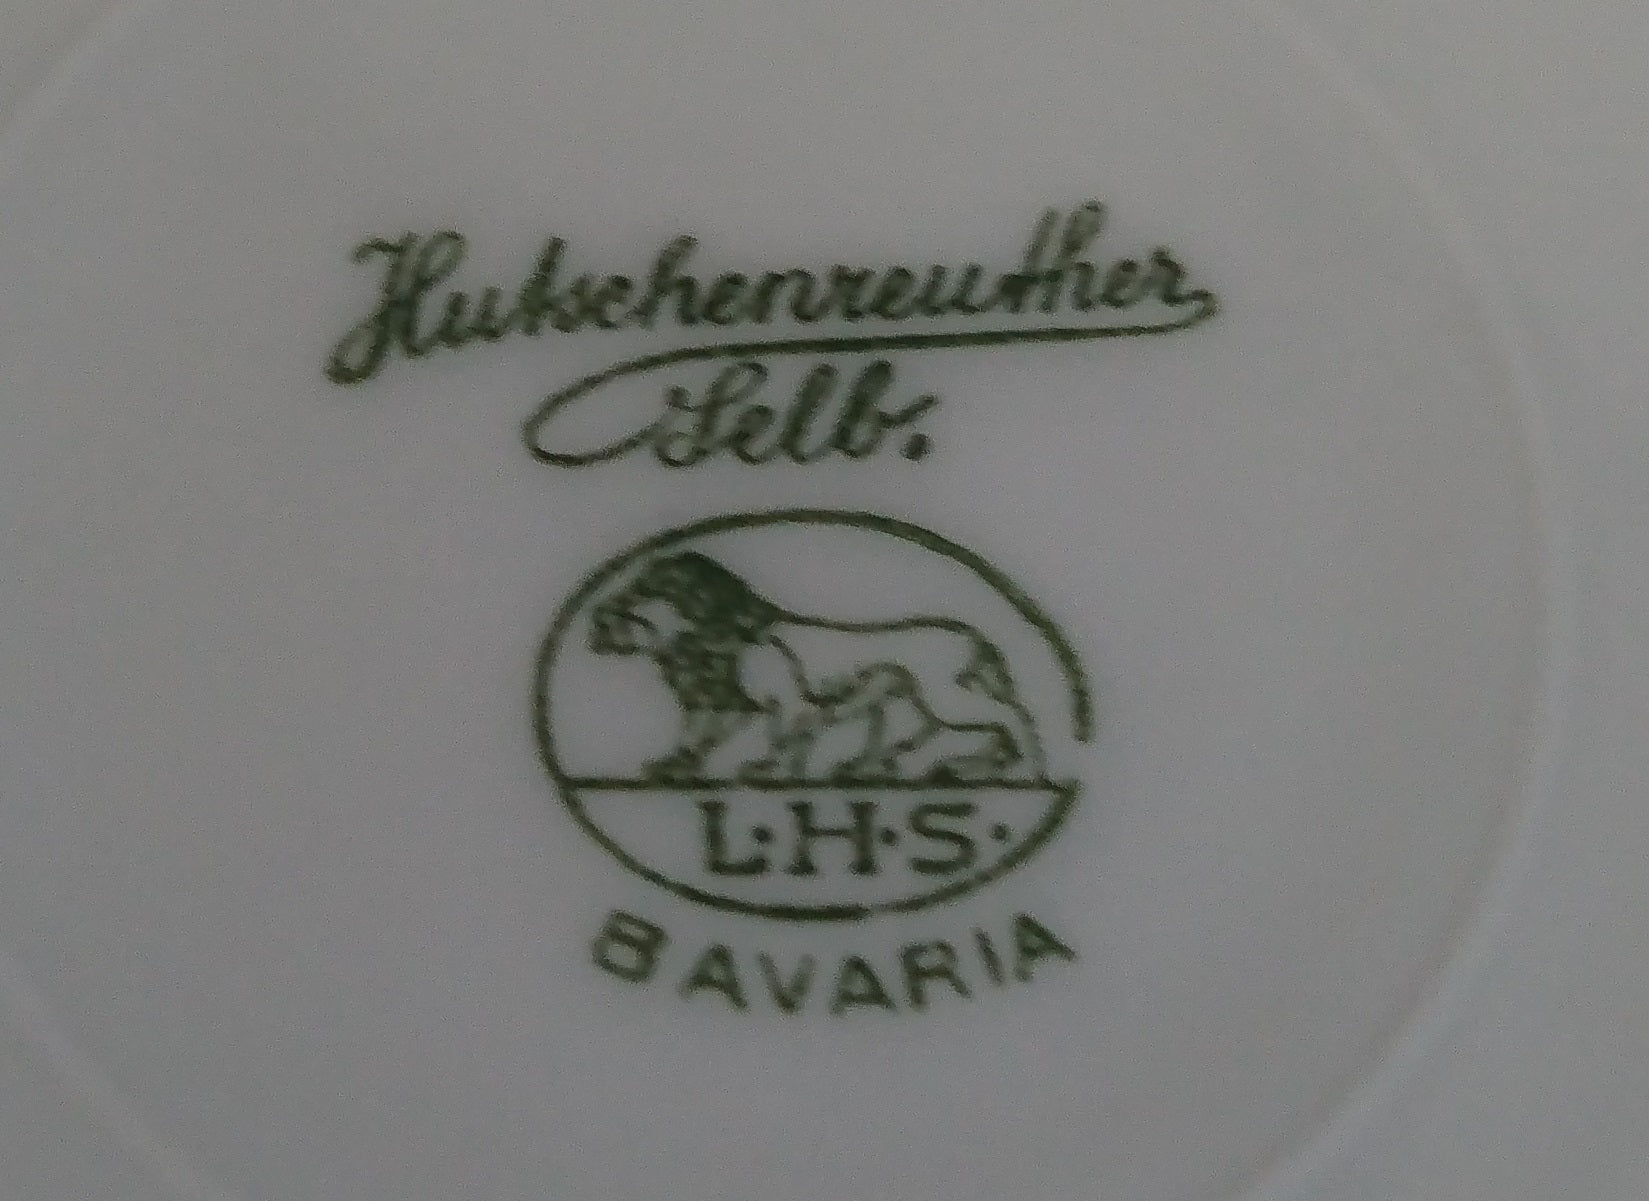 Hutschenreuther
Selb.
L·H·S·
BAVARIA